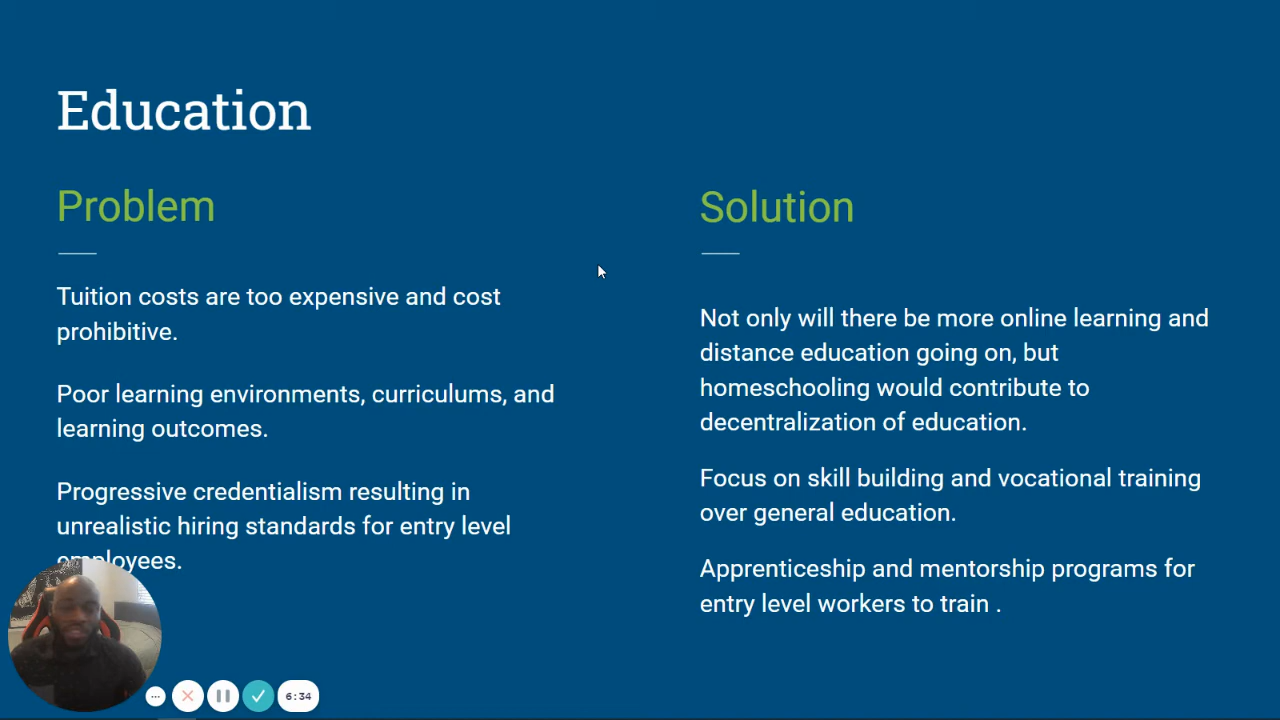 Education
Problem
Tuition costs are too expensive and cost
prohibitive.
Poor learning environments, curriculums, and
learning outcomes.
Progressive credentialism resulting in
unrealistic hiring standards for entry level
employees.
Solution
Not only will there be more online learning and
distance education going on, but
homeschooling would contribute to
decentralization of education.
Focus on skill building and vocational training
over general education.
Apprenticeship and mentorship programs for
entry level workers to train .
6:34